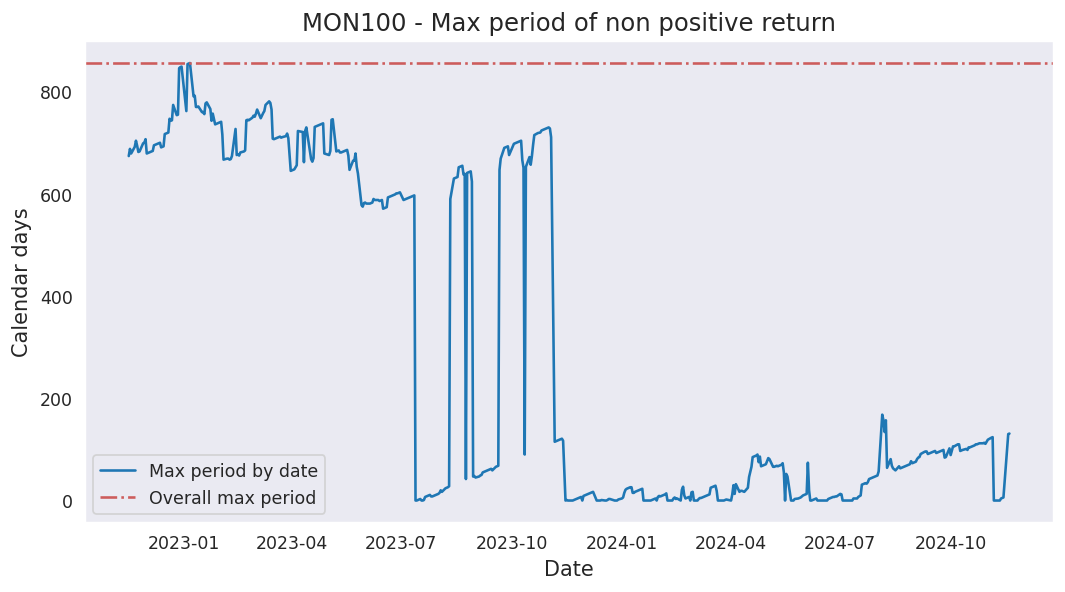 MON100 - Max period of non positive return
Calendar days
800
600
400
200
0
Max period by date
Overall max period
2023-01 2023-04 2023-07 2023-10 2024-01 2024-04 2024-07 2024-10
Date